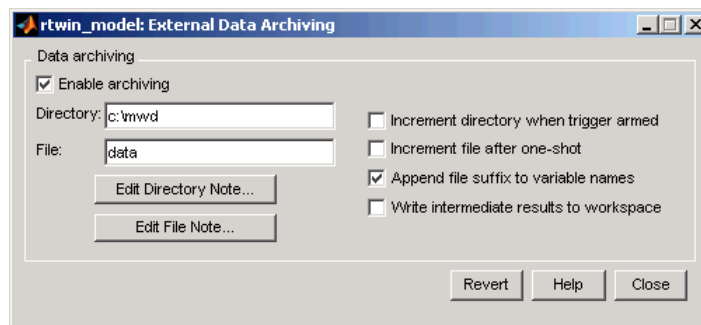 rtwin_model: External Data Archiving
Data archiving
Enable archiving
Directory: c:\mwd
File: data
Edit Directory Note...
Edit File Note...
Increment directory when trigger armed
Increment file after one-shot
Append file suffix to variable names
Write intermediate results to workspace
Revert Help Close